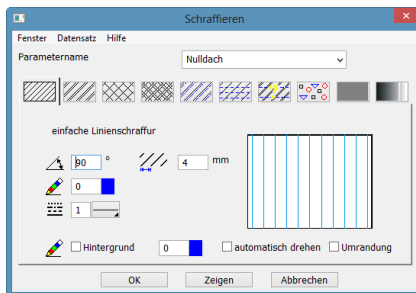 Schraffieren
Fenster Datensatz Hilfe
Parametername Nulldach
einfache Linienschraffur
90 ° 4 mm
0
1
Hintergrund 0 automatisch drehen Umrandung
OK Zeigen Abbrechen